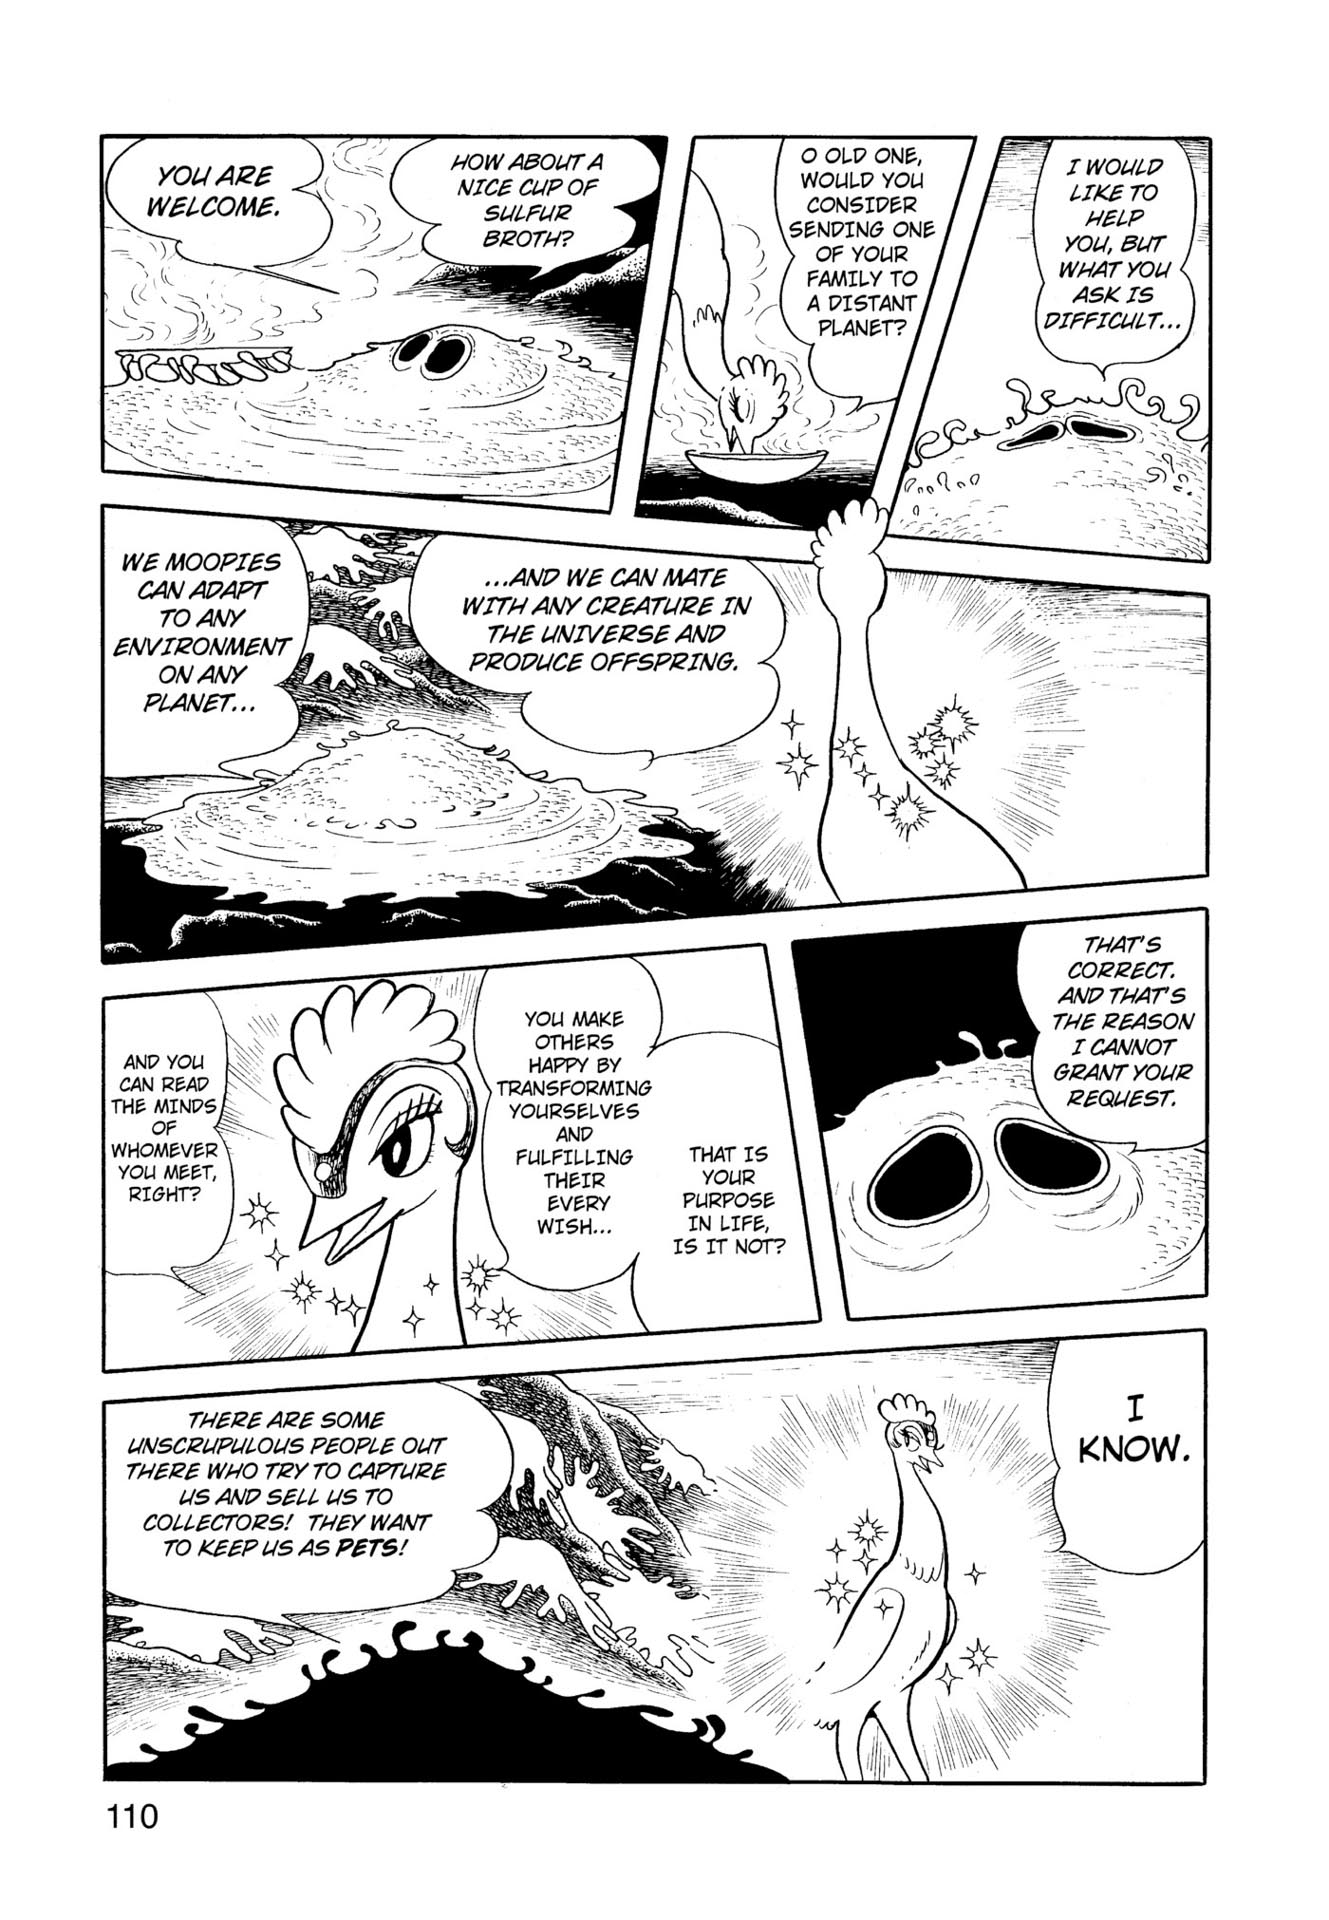 YOU ARE
WELCOME.
HOW ABOUT A
NICE CUP OF
SULFUR
BROTH?
O OLD ONE,
WOULD YOU
CONSIDER
SENDING ONE
OF YOUR
FAMILY TO
A DISTANT
PLANET?
I WOULD
LIKE TO
HELP
YOU, BUT
WHAT YOU
ASK IS
DIFFICULT...
WE MOOPIES
CAN ADAPT
TO ANY
ENVIRONMENT
ON ANY
PLANET...
...AND WE CAN MATE
WITH ANY CREATURE IN
THE UNIVERSE AND
PRODUCE OFFSPRING.
AND YOU
CAN READ
THE MINDS
OF
WHOMEVER
YOU MEET,
RIGHT?
YOU MAKE
OTHERS
HAPPY BY
TRANSFORMING
YOURSELVES
AND
FULFILLING
THEIR
EVERY
WISH...
THAT IS
YOUR
PURPOSE
IN LIFE,
IS IT NOT?
THAT'S
CORRECT.
AND THAT'S
THE REASON
I CANNOT
GRANT YOUR
REQUEST.
THERE ARE SOME
UNSCRUPULOUS PEOPLE OUT
THERE WHO TRY TO CAPTURE
US AND SELL US TO
COLLECTORS! THEY WANT
TO KEEP US AS PETS!
I
KNOW.
110